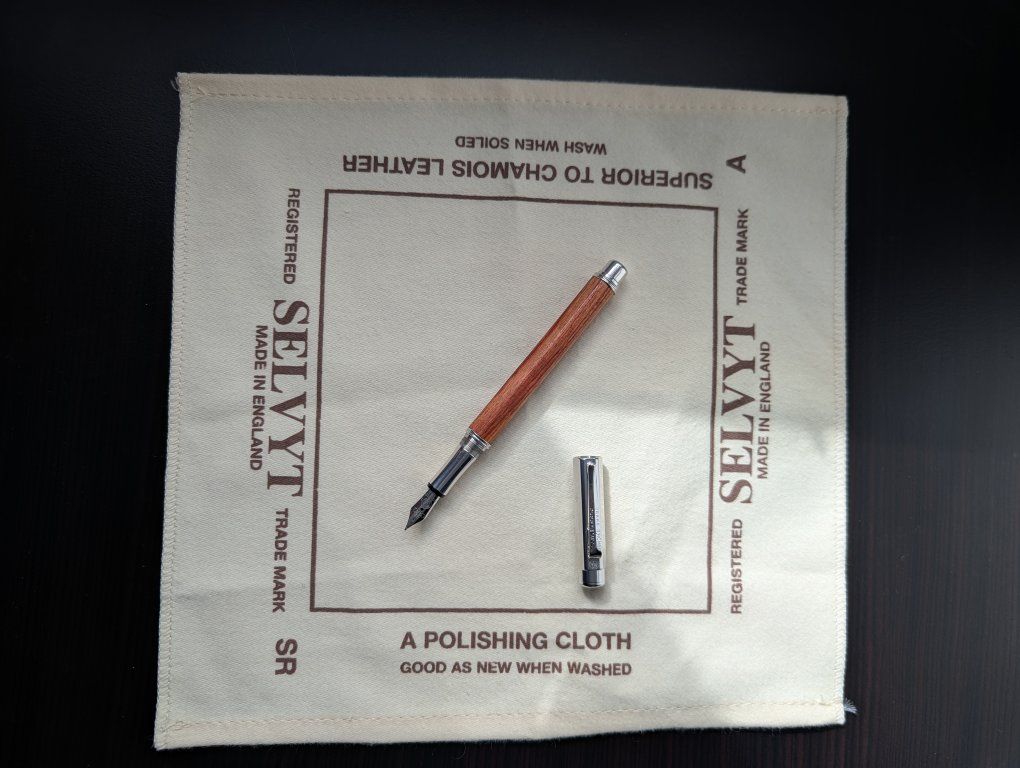 WASH WHEN SOILED
SUPERIOR TO CHAMOIS LEATHER
A
REGISTERED
SELVYT
TRADE MARK
MADE IN ENGLAND
SR
REGISTERED
SELVYT
TRADE MARK
MADE IN ENGLAND
A POLISHING CLOTH
GOOD AS NEW WHEN WASHED